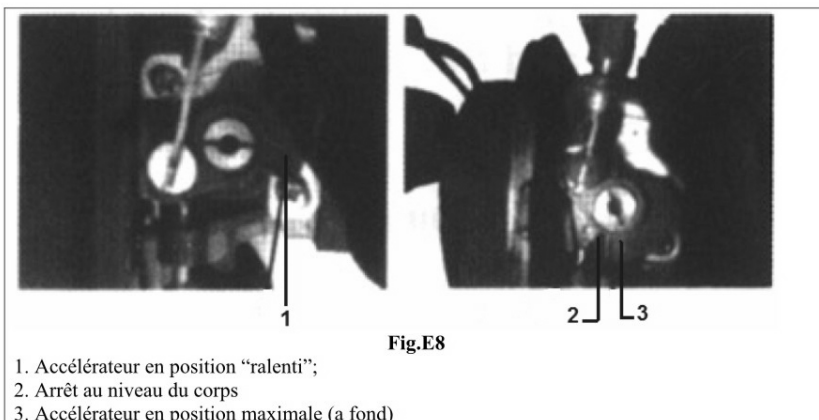 1
2 3
Fig.E8
1. Accélérateur en position “ralenti”;
2. Arrêt au niveau du corps
3. Accélérateur en position maximale (a fond)